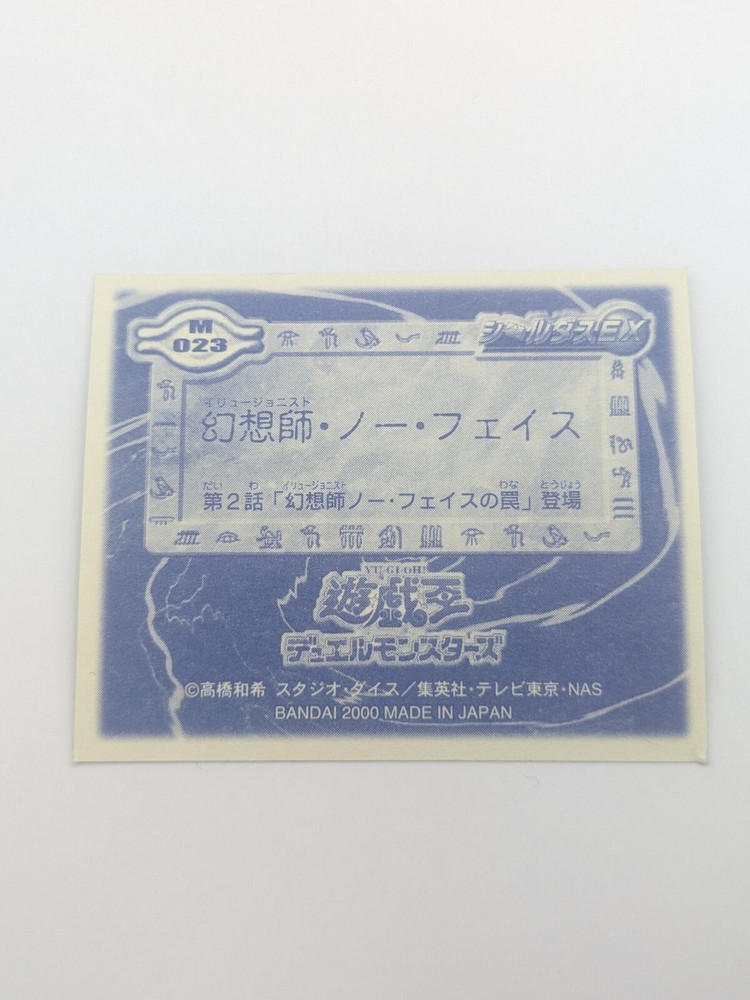 M
023
シールダスEX
イリュージョニスト
幻想師・ノー・フェイス
だい わ イリュージョニスト わな とうじょう
第2話「幻想師ノー・フェイスの罠」登場
YU-GI-OH!
遊戯王
デュエルモンスターズ
©高橋和希 スタジオ・ダイス/集英社・テレビ東京・NAS
BANDAI 2000 MADE IN JAPAN